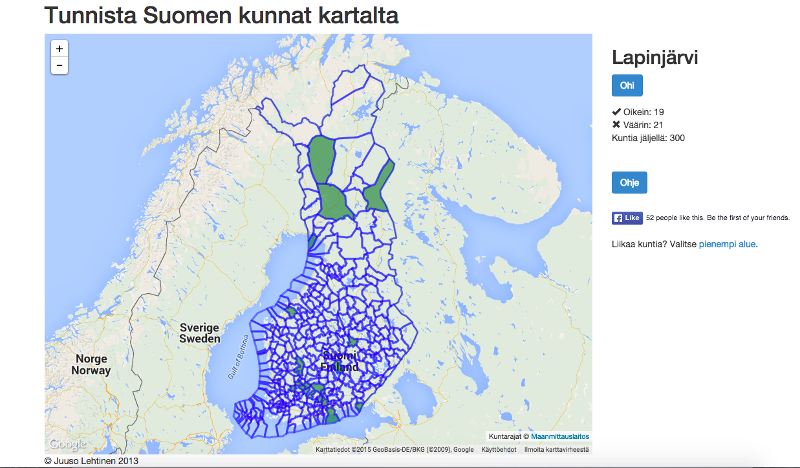 Tunnista Suomen kunnat kartalta
+
-
Lapinjärvi
Ohi
Oikein: 19
Väärin: 21
Kuntia jäljellä: 300
Ohje
Like 52 people like this. Be the first of your friends.
Liikaa kuntia? Valitse pienempi alue.
Sverige
Sweden
Norge
Norway
Gulf of Bothnia
Suomi
Finland
Kuntarajat © Maanmittauslaitos
Google
Karttatiedot ©2015 GeoBasis-DE/BKG (©2009), Google Käyttöehdot Ilmoita karttavirheestä
© Juuso Lehtinen 2013